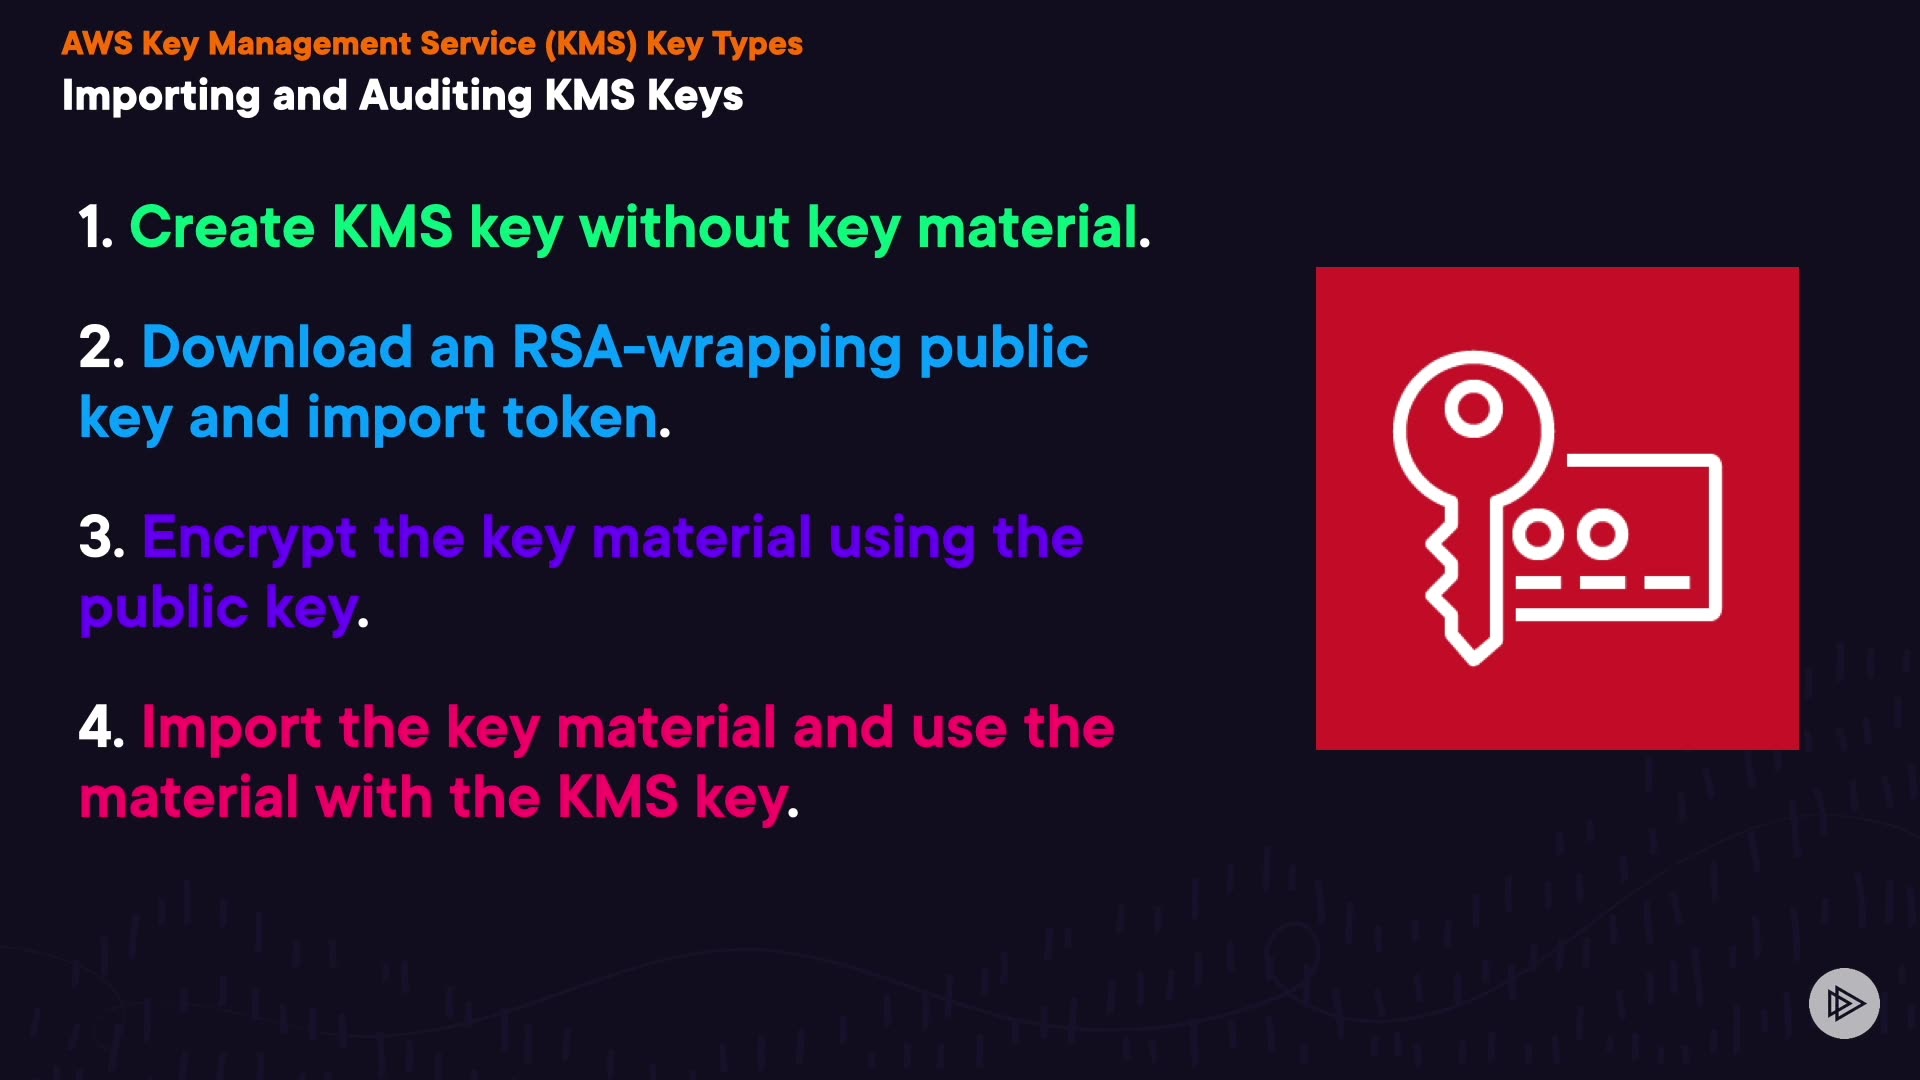 AWS Key Management Service (KMS) Key Types
Importing and Auditing KMS Keys
1. Create KMS key without key material.
2. Download an RSA-wrapping public
key and import token.
3. Encrypt the key material using the
public key.
4. Import the key material and use the
material with the KMS key.